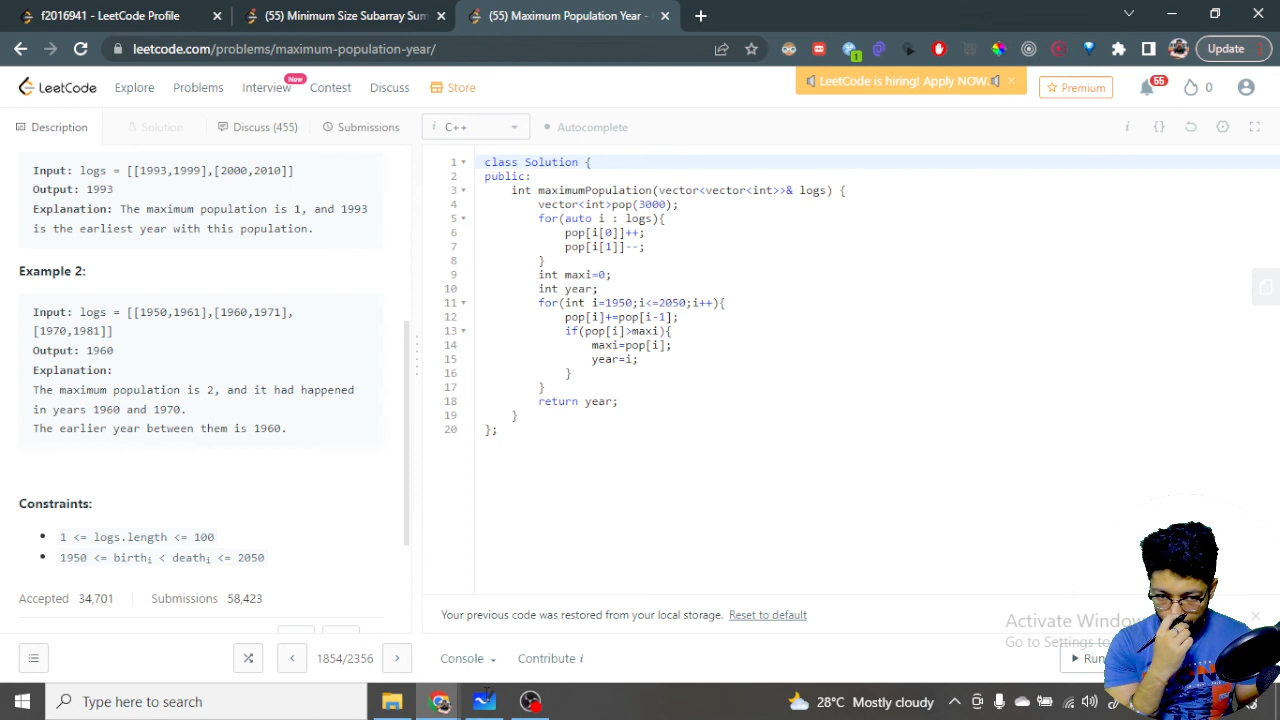 f2016941 - LeetCode Profile
(55) Minimum Size Subarray Sum
(55) Maximum Population Year -
leetcode.com/problems/maximum-population-year/
1
Update
LeetCode
Explore
Problems
Interview
New
Contest
Discuss
Store
LeetCode is hiring! Apply NOW.
Premium
55
0
Description
Solution
Discuss (455)
Submissions
i C++
Autocomplete
Input: logs = [[1993,1999],[2000,2010]]
Output: 1993
Explanation: The maximum population is 1, and 1993
is the earliest year with this population.
Example 2:
Input: logs = [[1950,1961],[1960,1971],
[1970,1981]]
Output: 1960
Explanation:
The maximum population is 2, and it had happened
in years 1960 and 1970.
The earlier year between them is 1960.
Constraints:
1 <= logs.length <= 100
1950 <= birthi < deathi <= 2050
Accepted 34,701 Submissions 58,423
1 class Solution {
2 public:
3 int maximumPopulation(vector<vector<int>>& logs) {
4 vector<int>pop(3000);
5 for(auto i : logs){
6 pop[i[0]]++;
7 pop[i[1]]--;
8 }
9 int maxi=0;
10 int year;
11 for(int i=1950;i<=2050;i++){
12 pop[i]+=pop[i-1];
13 if(pop[i]>maxi){
14 maxi=pop[i];
15 year=i;
16 }
17 }
18 return year;
19 }
20 };
Your previous code was restored from your local storage. Reset to default
Activate Window
Go to Settings to
1854/2356
Console
Contribute i
Run
Type here to search
28°C Mostly cloudy